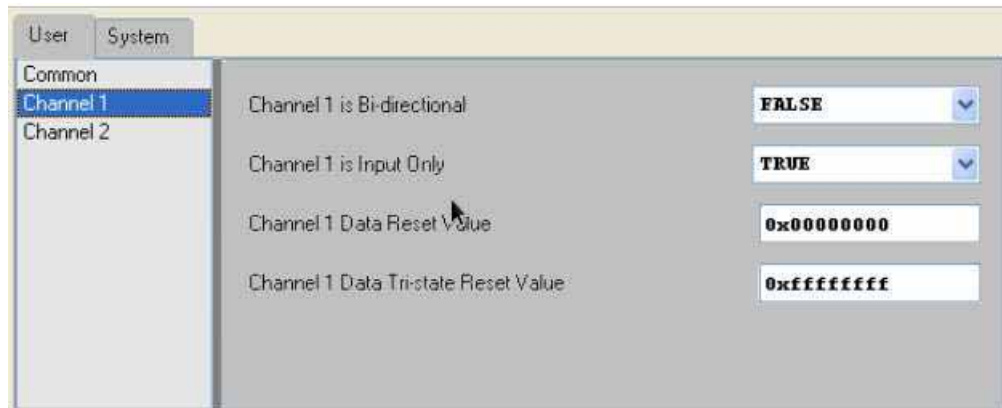 User System
Common
Channel 1
Channel 2
Channel 1 is Bi-directional FALSE
Channel 1 is Input Only TRUE
Channel 1 Data Reset Value 0x00000000
Channel 1 Data Tri-state Reset Value 0xffffffff